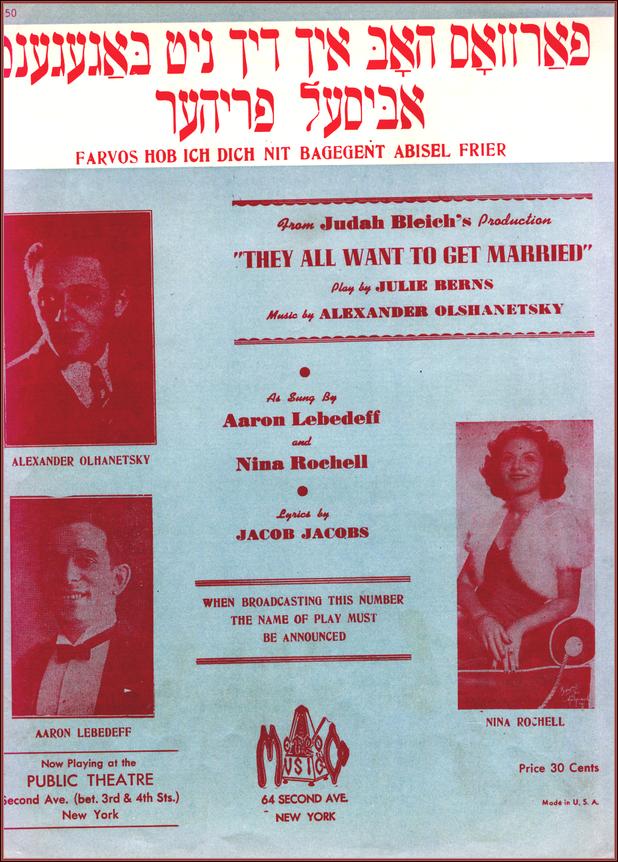 50
פאַרוואָס האָבּ איך דיך ניט בּאַגעגענט
אבּיסעל פריהער
FARVOS HOB ICH DICH NIT BAGEGENT ABISEL FRIER
From Judah Bleich's Production
"THEY ALL WANT TO GET MARRIED"
Play by JULIE BERNS
Music by ALEXANDER OLSHANETSKY
As Sung By
Aaron Lebedeff
and
Nina Rochell
Lyrics by
JACOB JACOBS
ALEXANDER OLHANETSKY
WHEN BROADCASTING THIS NUMBER
THE NAME OF PLAY MUST
BE ANNOUNCED
AARON LEBEDEFF
NINA ROCHELL
Now Playing at the
PUBLIC THEATRE
Second Ave. (bet. 3rd & 4th Sts.)
New York
METRO
MUSIC CO
64 SECOND AVE.
NEW YORK
Price 30 Cents
Made in U. S. A.